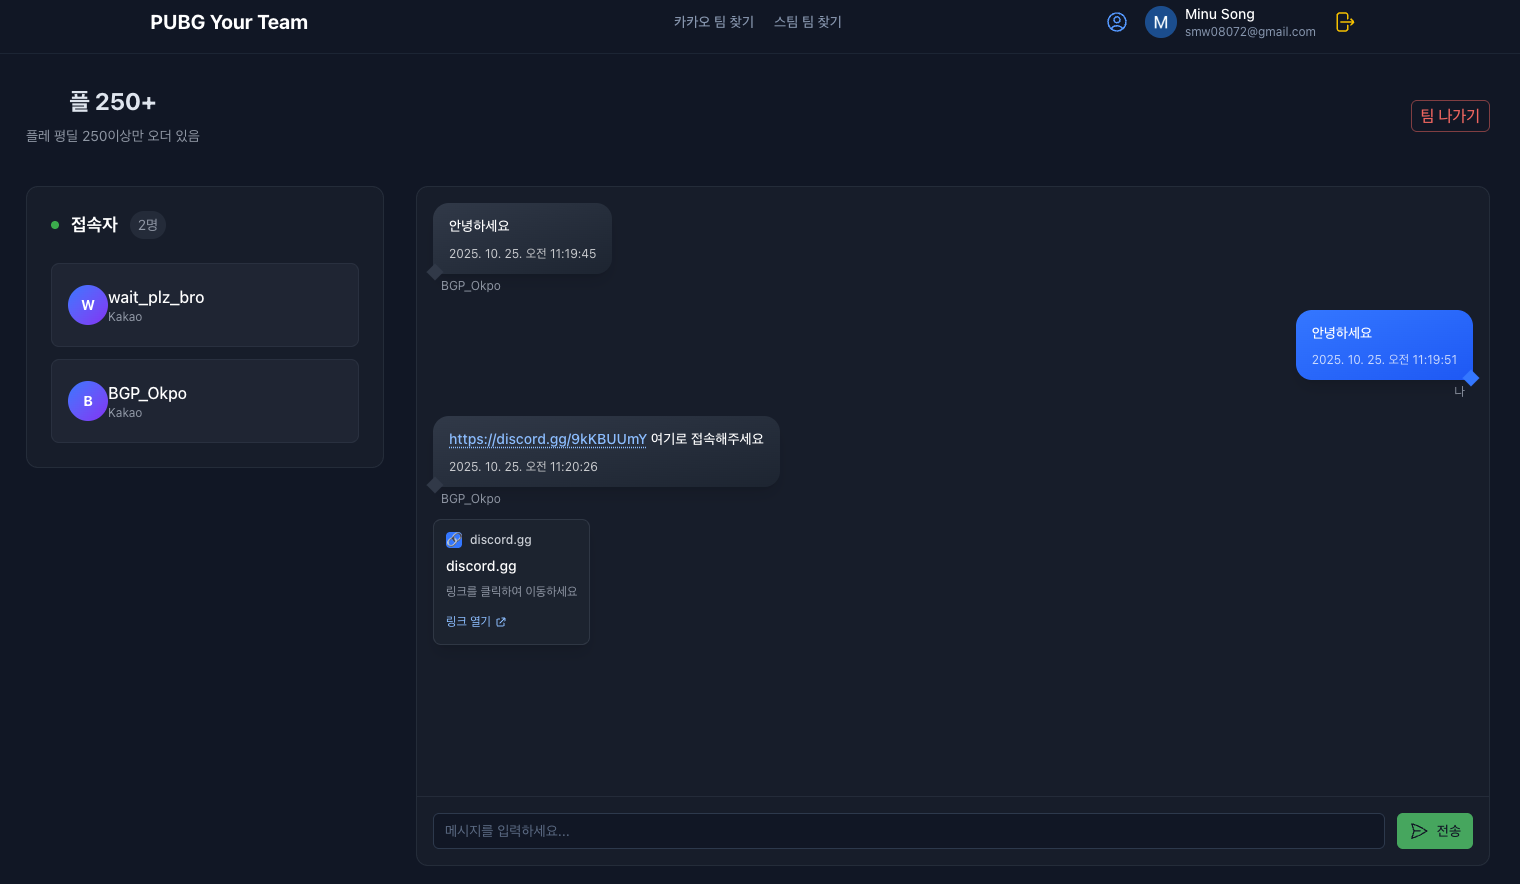 PUBG Your Team
카카오 팀 찾기
스팀 팀 찾기
M
Minu Song
smw08072@gmail.com
플 250+
플레 평딜 250이상만 오더 있음
팀 나가기
접속자 2명
W
wait_plz_bro
Kakao
B
BGP_Okpo
Kakao
안녕하세요
2025. 10. 25. 오전 11:19:45
BGP_Okpo
안녕하세요
2025. 10. 25. 오전 11:19:51
나
https://discord.gg/9kKBUUmY 여기로 접속해주세요
2025. 10. 25. 오전 11:20:26
BGP_Okpo
discord.gg
discord.gg
링크를 클릭하여 이동하세요
링크 열기
메시지를 입력하세요...
전송